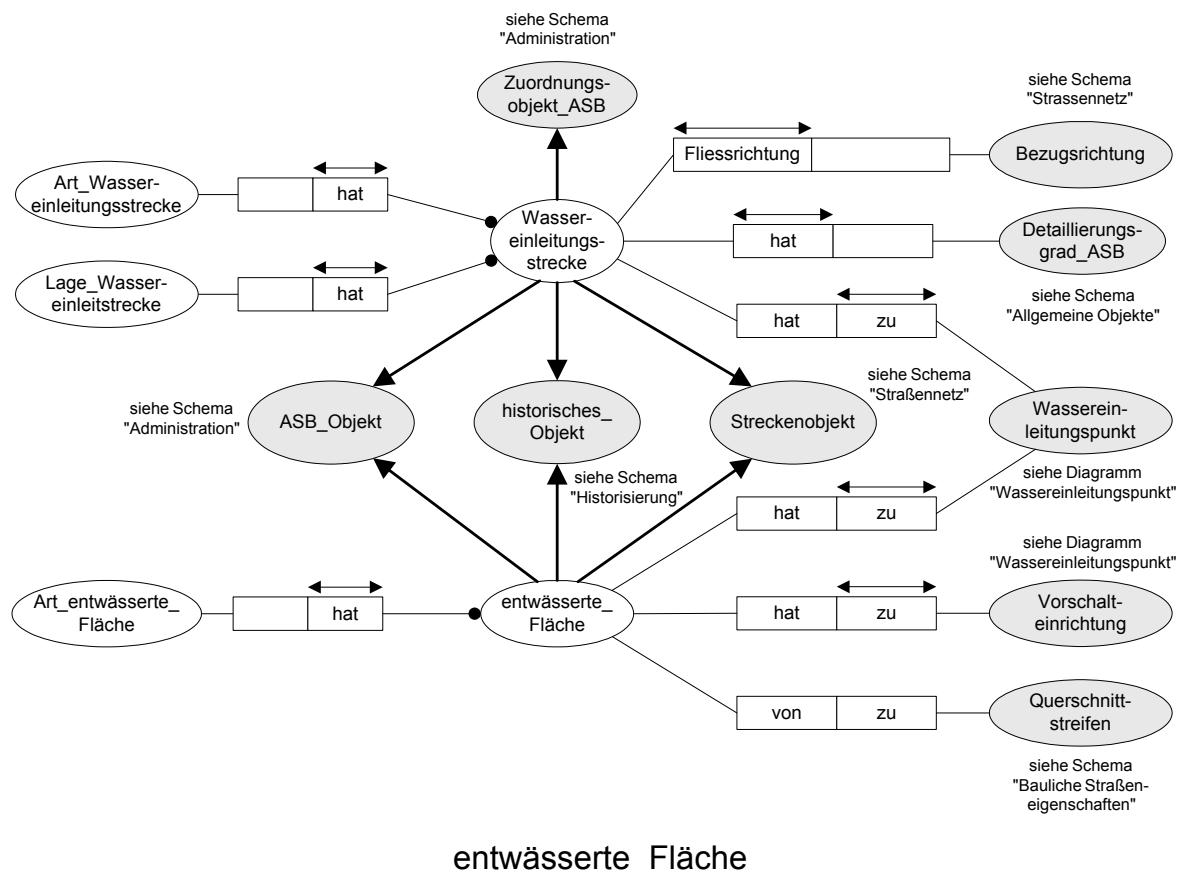 siehe Schema
"Administration"
Zuordnungs-
objekt_ASB
siehe Schema
"Strassennetz"
Fliessrichtung
Bezugsrichtung
Art_Wasser-
einleitungsstrecke
hat
Wasser-
einleitungs-
strecke
hat
Detaillierungs-
grad_ASB
Lage_Wasser-
einleitstrecke
hat
siehe Schema
"Allgemeine Objekte"
hat
zu
siehe Schema
"Straßennetz"
siehe Schema
"Administration"
ASB_Objekt
historisches_
Objekt
Streckenobjekt
Wasserein-
leitungspunkt
siehe Schema
"Historisierung"
siehe Diagramm
"Wassereinleitungspunkt"
hat
zu
siehe Diagramm
"Wassereinleitungspunkt"
Art_entwässerte_
Fläche
hat
entwässerte_
Fläche
hat
zu
Vorschalt-
einrichtung
von
zu
Querschnitt-
streifen
siehe Schema
"Bauliche Straßen-
eigenschaften"
entwässerte Fläche